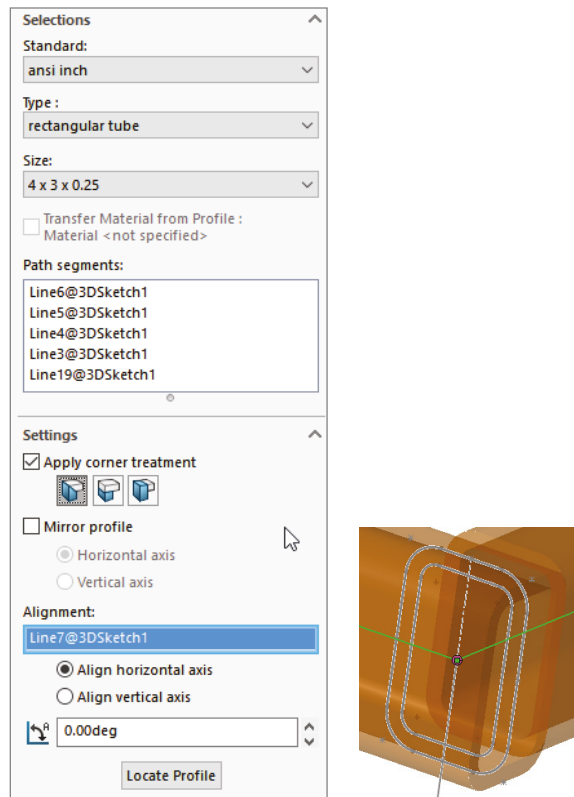 Selections
Standard:
ansi inch
Type :
rectangular tube
Size:
4 x 3 x 0.25
Transfer Material from Profile :
Material <not specified>
Path segments:
Line6@3DSketch1
Line5@3DSketch1
Line4@3DSketch1
Line3@3DSketch1
Line19@3DSketch1
Settings
Apply corner treatment
Mirror profile
Horizontal axis
Vertical axis
Alignment:
Line7@3DSketch1
Align horizontal axis
Align vertical axis
0.00deg
Locate Profile